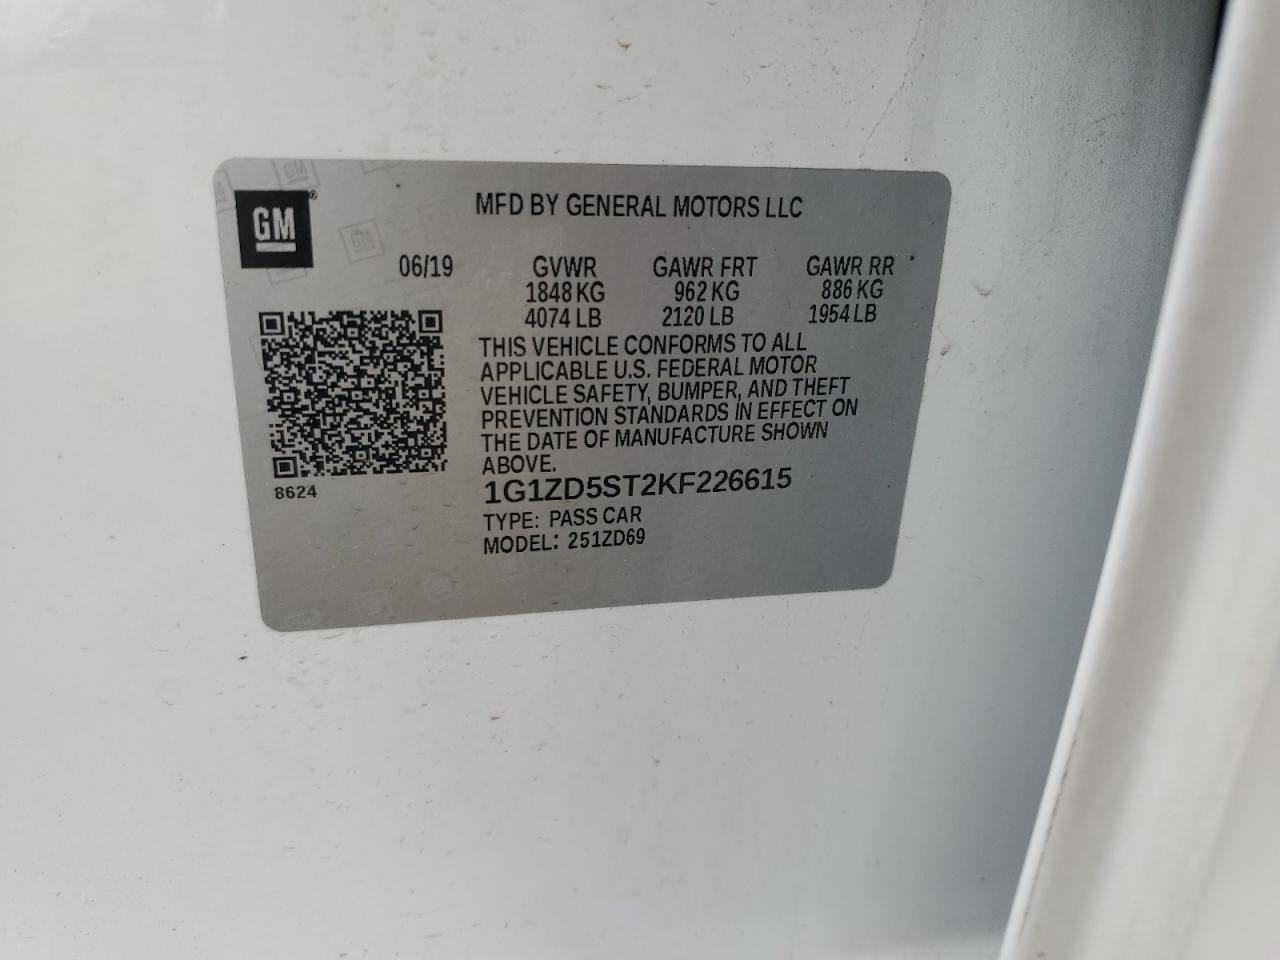 GM
MFD BY GENERAL MOTORS LLC
06/19 GVWR GAWR FRT GAWR RR
1848 KG 962 KG 886 KG
4074 LB 2120 LB 1954 LB
THIS VEHICLE CONFORMS TO ALL
APPLICABLE U.S. FEDERAL MOTOR
VEHICLE SAFETY, BUMPER, AND THEFT
PREVENTION STANDARDS IN EFFECT ON
THE DATE OF MANUFACTURE SHOWN
ABOVE.
8624
1G1ZD5ST2KF226615
TYPE: PASS CAR
MODEL: 251ZD69